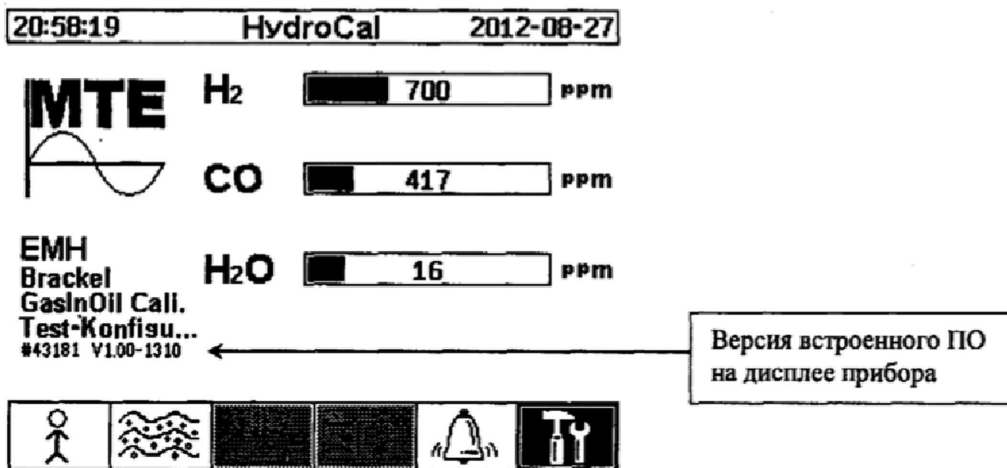 20:58:19 HydroCal 2012-08-27
MTE
H₂ 700 ppm
CO 417 ppm
H₂O 16 ppm
EMH
Brackel
GasInOil Cali.
Test-Konfigu...
#43181 V1.00-1310
Версия встроенного ПО
на дисплее прибора